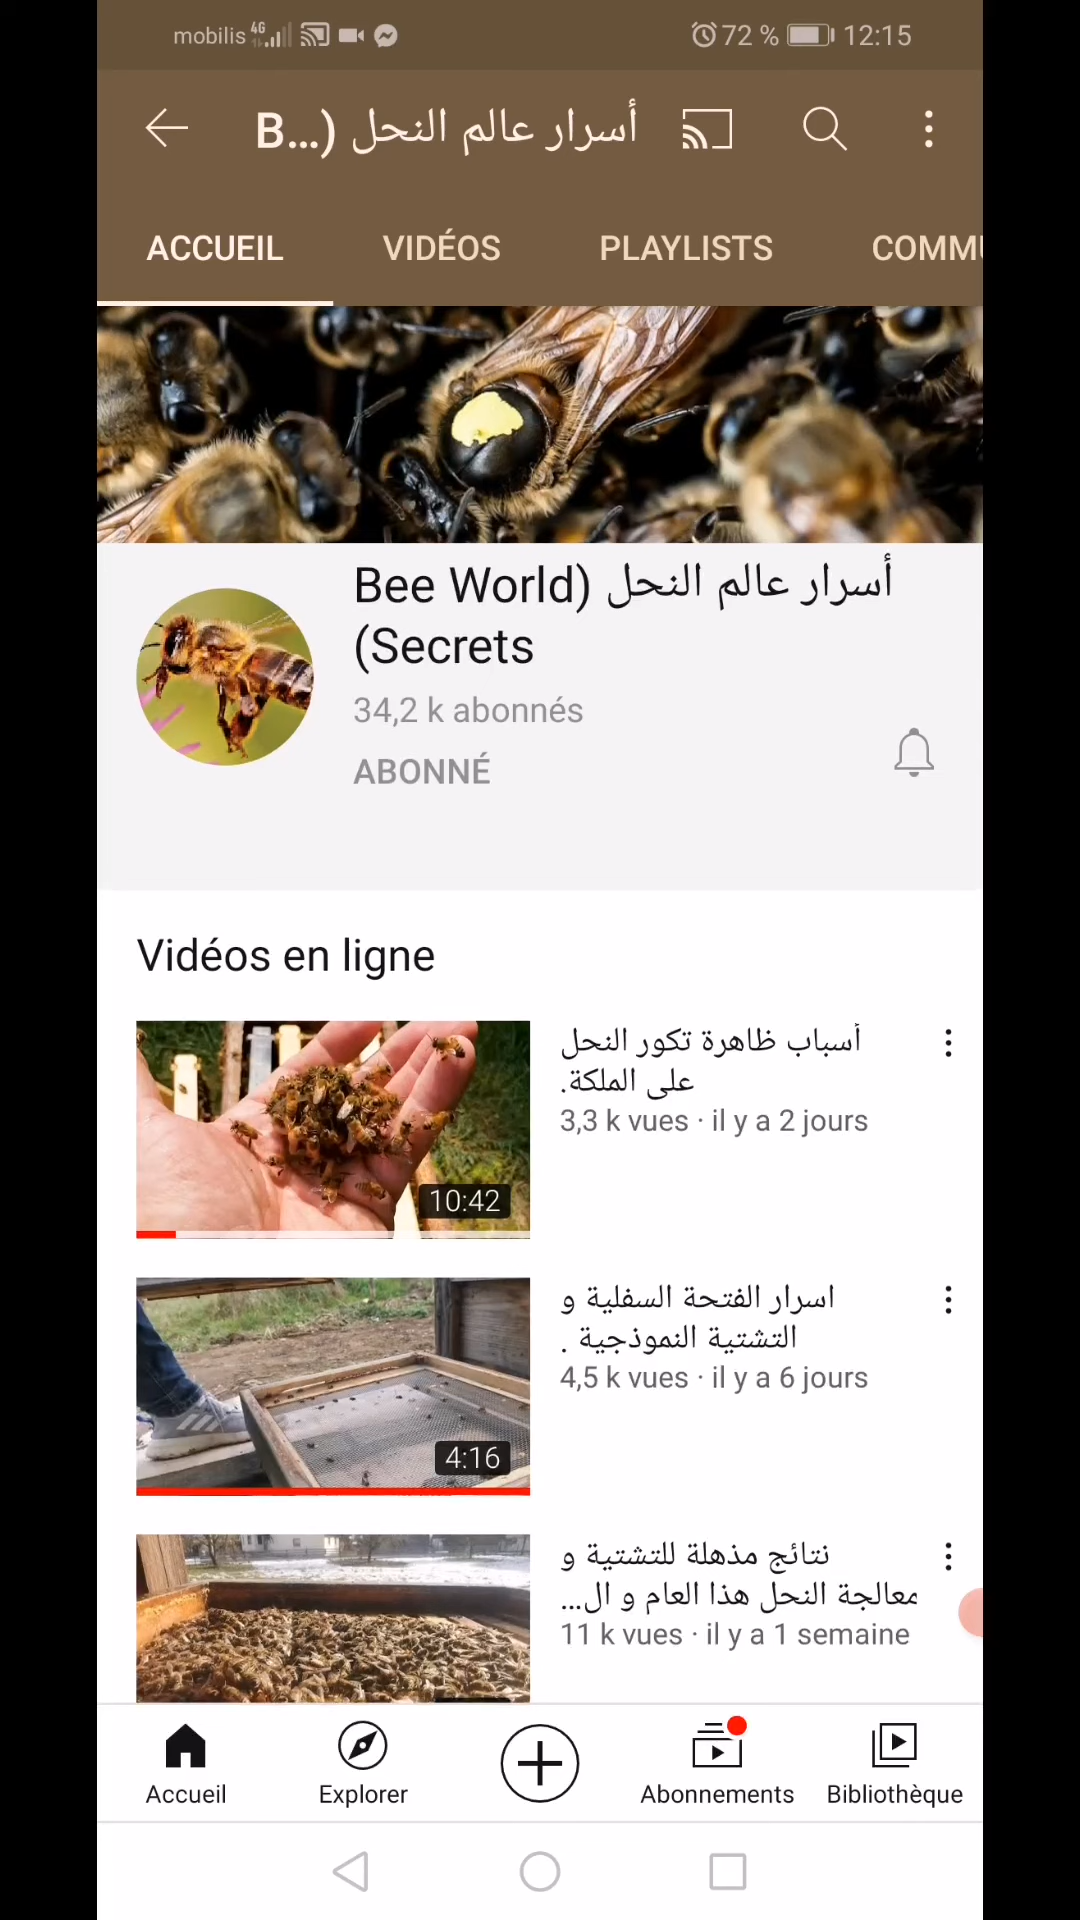 mobilis 4G 72 % 12:15
أسرار عالم النحل (...B
ACCUEIL VIDÉOS PLAYLISTS COMMU
أسرار عالم النحل (Bee World
Secrets)
34,2 k abonnés
ABONNÉ
Vidéos en ligne
أسباب ظاهرة تكور النحل
على الملكة.
3,3 k vues · il y a 2 jours
10:42
اسرار الفتحة السفلية و
التشتية النموذجية .
4,5 k vues · il y a 6 jours
4:16
نتائج مذهلة للتشتية و
معالجة النحل هذا العام و ال...
11 k vues · il y a 1 semaine
Accueil Explorer Abonnements Bibliothèque